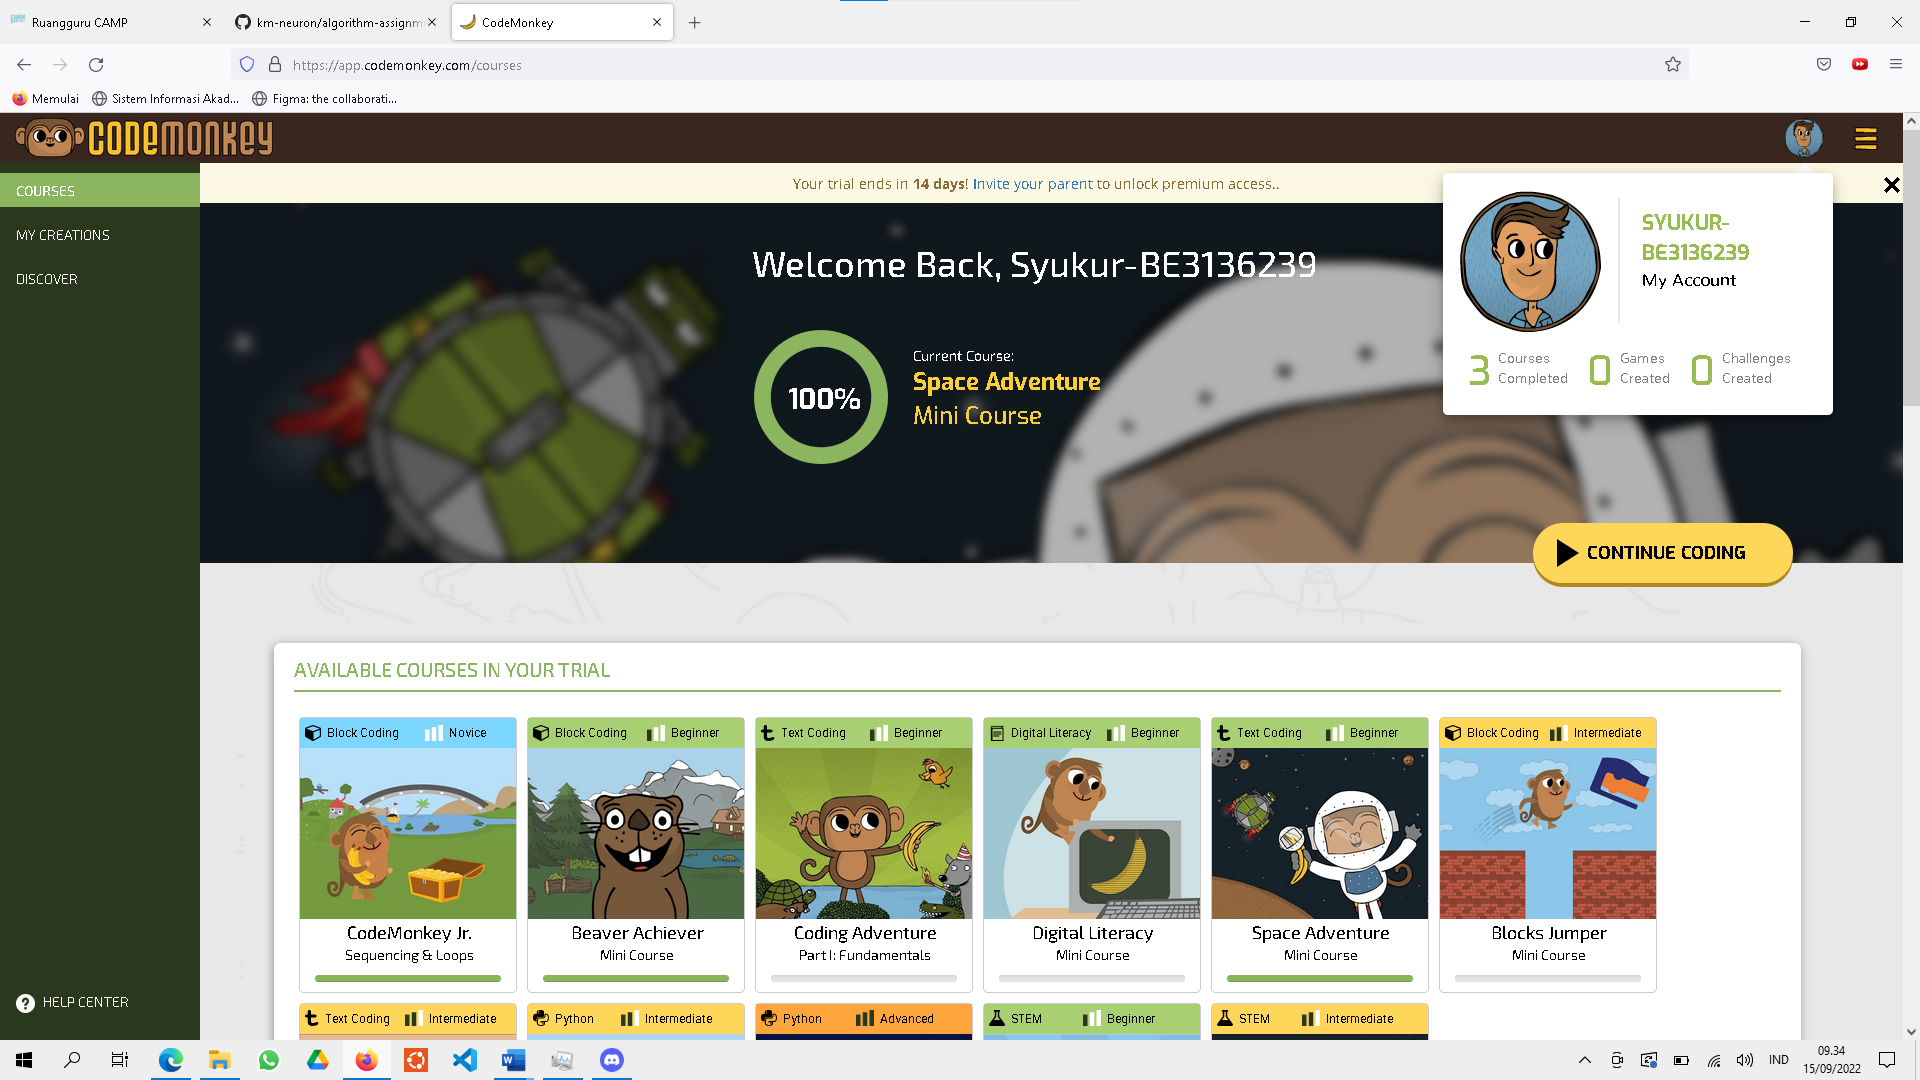 Ruangguru CAMP
km-neuron/algorithm-assignm
CodeMonkey
https://app.codemonkey.com/courses
Memulai
Sistem Informasi Akad...
Figma: the collaborati...
CODEMONKEY
COURSES
MY CREATIONS
DISCOVER
HELP CENTER
Your trial ends in 14 days! Invite your parent to unlock premium access..
Welcome Back, Syukur-BE3136239
100%
Current Course:
Space Adventure
Mini Course
SYUKUR-
BE3136239
My Account
3 Courses Completed
0 Games Created
0 Challenges Created
CONTINUE CODING
AVAILABLE COURSES IN YOUR TRIAL
Block Coding Novice
CodeMonkey Jr.
Sequencing & Loops
Block Coding Beginner
Beaver Achiever
Mini Course
Text Coding Beginner
Coding Adventure
Part I: Fundamentals
Digital Literacy Beginner
Digital Literacy
Mini Course
Text Coding Beginner
Space Adventure
Mini Course
Block Coding Intermediate
Blocks Jumper
Mini Course
Text Coding Intermediate
Python Intermediate
Python Advanced
STEM Beginner
STEM Intermediate
IND
09.34
15/09/2022